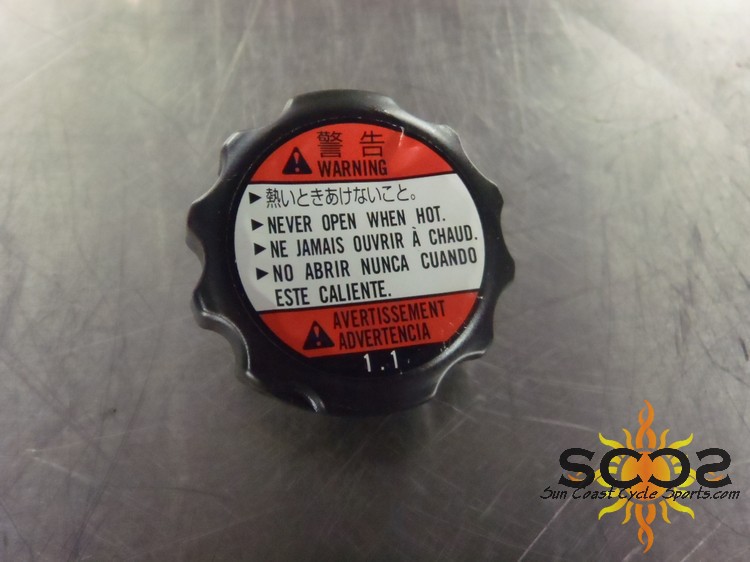 警告
WARNING
▶熱いときあけないこと。
▶NEVER OPEN WHEN HOT.
▶NE JAMAIS OUVRIR À CHAUD.
▶NO ABRIR NUNCA CUANDO
ESTE CALIENTE.
AVERTISSEMENT
ADVERTENCIA
1.1
SCCS
Sun Coast Cycle Sports.com